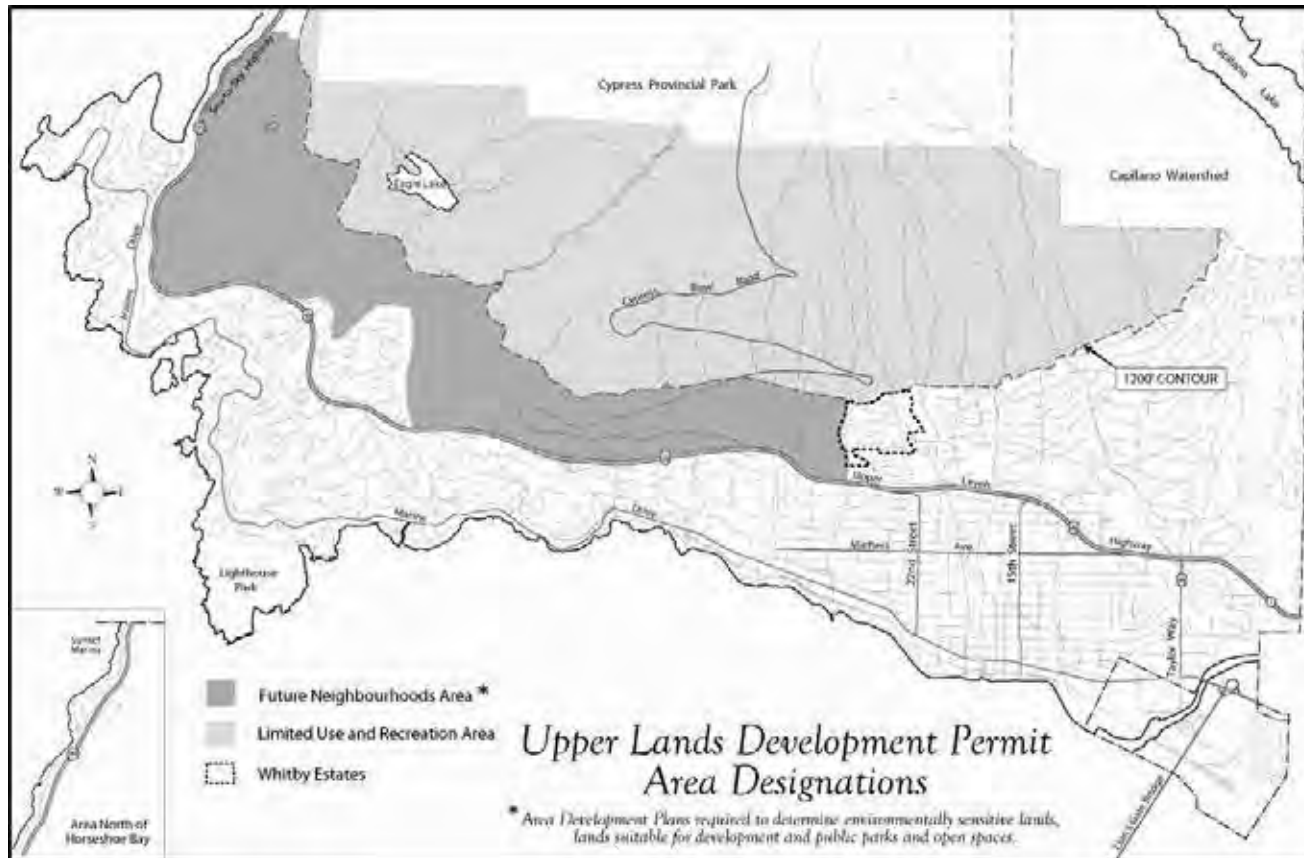 Cypress Provincial Park
Capilano
Lake
Capilano Watershed
Eagle Lake
Cypress Bowl Road
1200' CONTOUR
Upper Levels Highway
Marine Drive
Mathers Ave.
22nd Street
15th Street
Taylor Way
Lighthouse
Park
Sunset
Marina
Area North of
Horseshoe Bay
Future Neighbourhoods Area *
Limited Use and Recreation Area
Whitby Estates
Upper Lands Development Permit
Area Designations
* Area Development Plans required to determine environmentally sensitive lands,
lands suitable for development and public parks and open spaces.